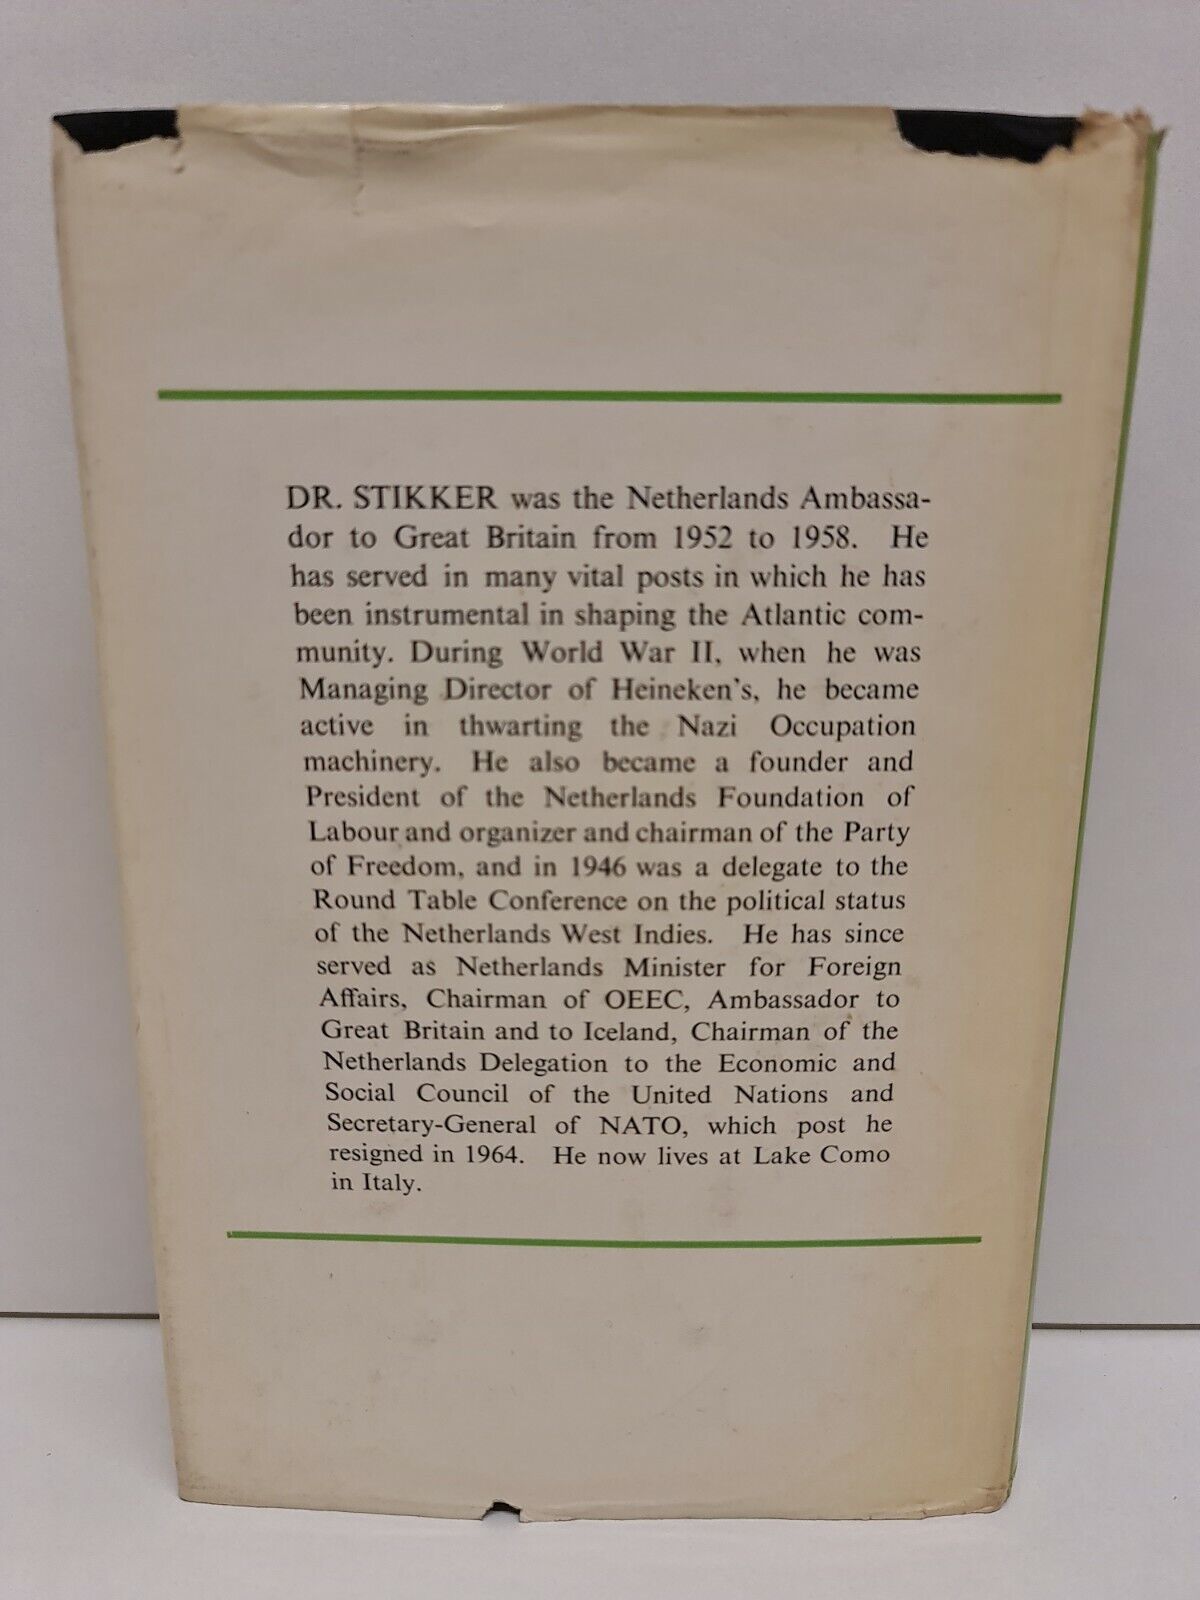 DR. STIKKER was the Netherlands Ambassa-
dor to Great Britain from 1952 to 1958. He
has served in many vital posts in which he has
been instrumental in shaping the Atlantic com-
munity. During World War II, when he was
Managing Director of Heineken's, he became
active in thwarting the Nazi Occupation
machinery. He also became a founder and
President of the Netherlands Foundation of
Labour and organizer and chairman of the Party
of Freedom, and in 1946 was a delegate to the
Round Table Conference on the political status
of the Netherlands West Indies. He has since
served as Netherlands Minister for Foreign
Affairs, Chairman of OEEC, Ambassador to
Great Britain and to Iceland, Chairman of the
Netherlands Delegation to the Economic and
Social Council of the United Nations and
Secretary-General of NATO, which post he
resigned in 1964. He now lives at Lake Como
in Italy.